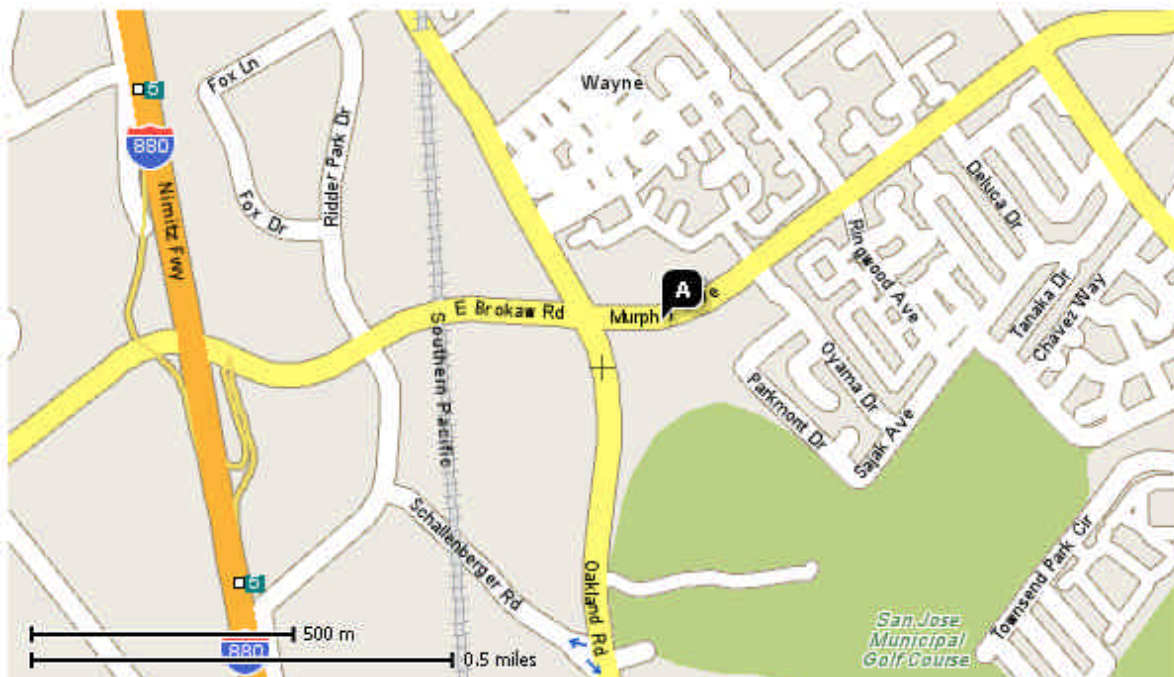 Fox Ln
Wayne
5
880
Ridder Park Dr
Nimitz Fwy
Fox Dr
Deluca Dr
Ringwood Ave
A
E Brokaw Rd
Murph
Tanaka Dr
Chavez Way
Southern Pacific
Oyama Dr
Parkmont Dr
Sajak Ave
Schallenberger Rd
Oakland Rd
Townsend Park Cir
5
880
500 m
0.5 miles
San Jose
Municipal
Golf Course